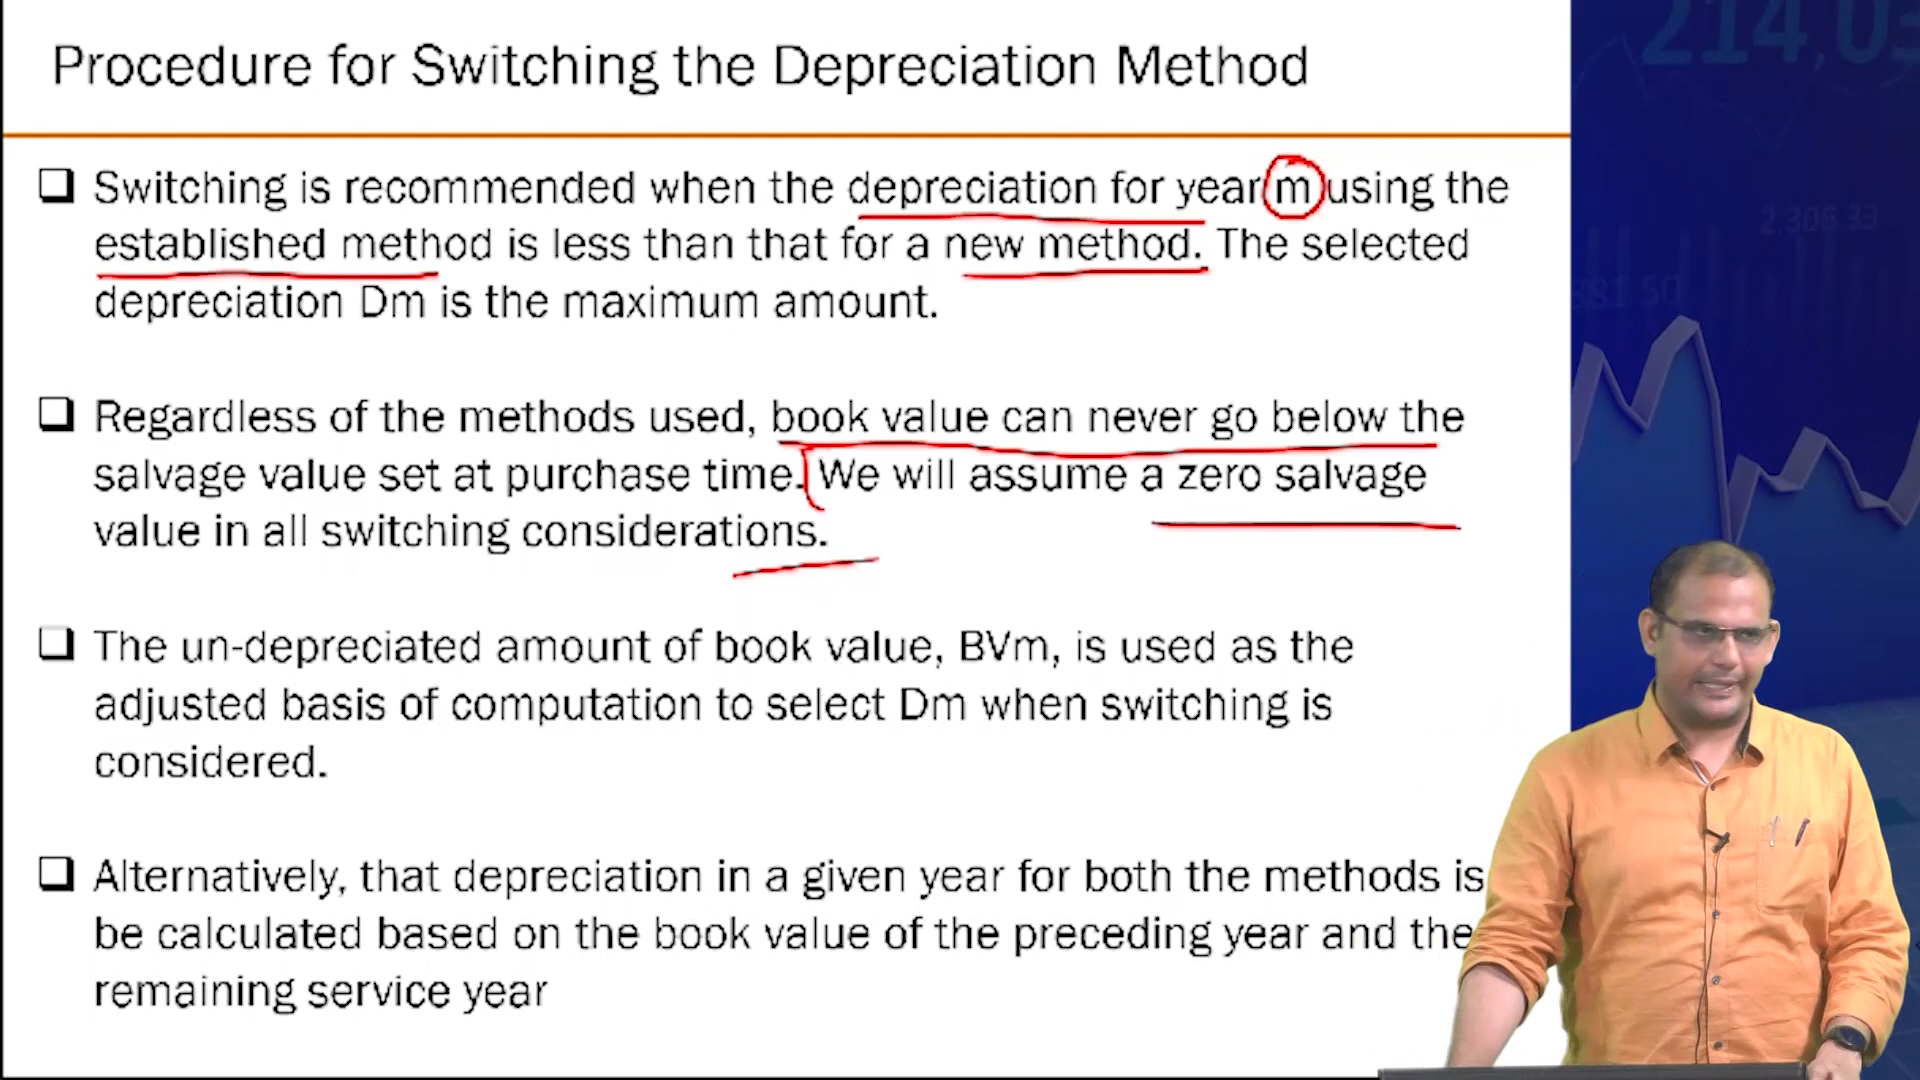 Procedure for Switching the Depreciation Method
214,03
Switching is recommended when the depreciation for year m using the
2.306.33
established method is less than that for a new method. The selected
depreciation Dm is the maximum amount.
Regardless of the methods used, book value can never go below the
salvage value set at purchase time. We will assume a zero salvage
value in all switching considerations.
The un-depreciated amount of book value, BVm, is used as the
adjusted basis of computation to select Dm when switching is
considered.
Alternatively, that depreciation in a given year for both the methods is
be calculated based on the book value of the preceding year and the
remaining service year